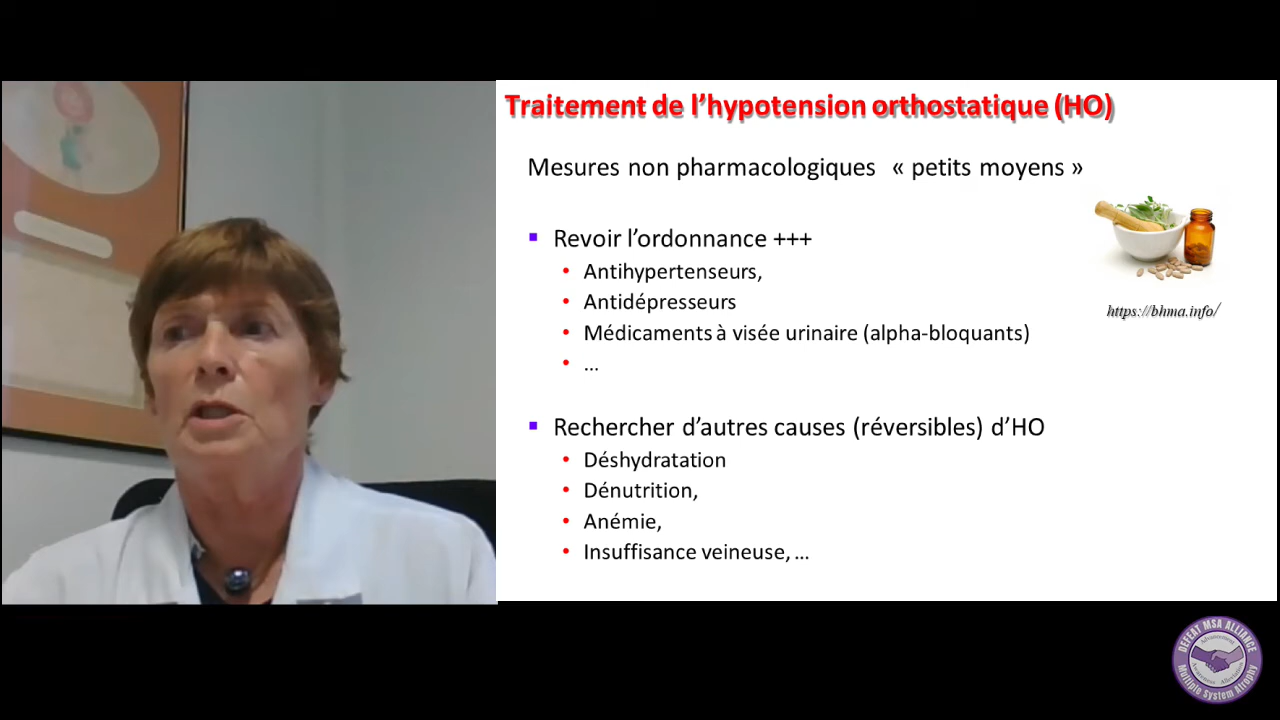 Traitement de l’hypotension orthostatique (HO)
Mesures non pharmacologiques « petits moyens »
Revoir l’ordonnance +++
Antihypertenseurs,
Antidépresseurs
Médicaments à visée urinaire (alpha-bloquants)
...
https://bhma.info/
Rechercher d’autres causes (réversibles) d’HO
Déshydratation
Dénutrition,
Anémie,
Insuffisance veineuse, ...
DEFEAT MSA ALLIANCE
Multiple System Atrophy